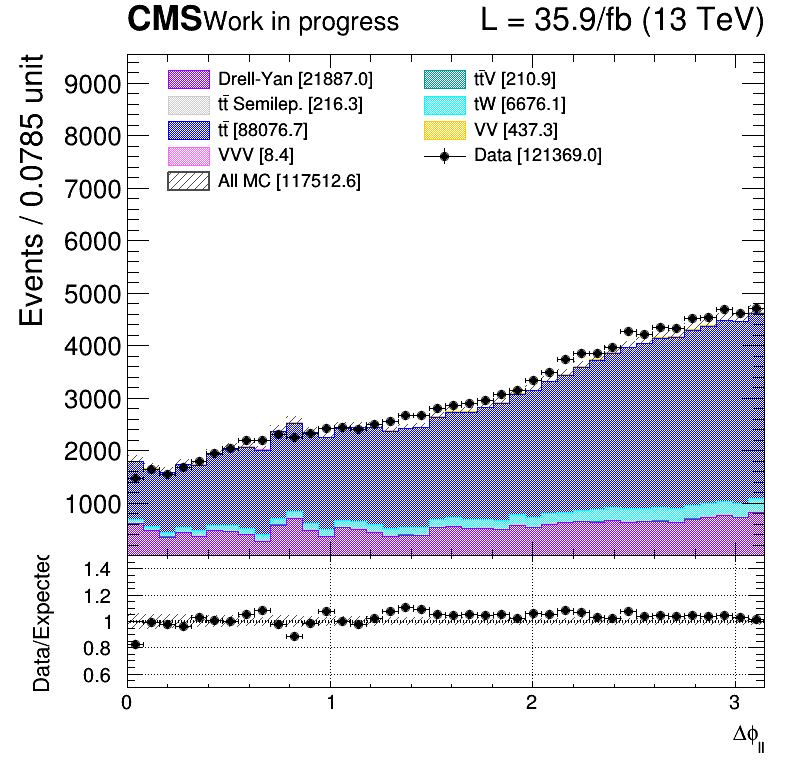 CMS Work in progress L = 35.9/fb (13 TeV)
Events / 0.0785 unit
Drell-Yan [21887.0]
tt̄ Semilep. [216.3]
tt̄ [88076.7]
VVV [8.4]
All MC [117512.6]
tt̄V [210.9]
tW [6676.1]
VV [437.3]
Data [121369.0]
9000
8000
7000
6000
5000
4000
3000
2000
1000
Data/Expected
1.4
1.2
1
0.8
0.6
0 1 2 3
Δϕll